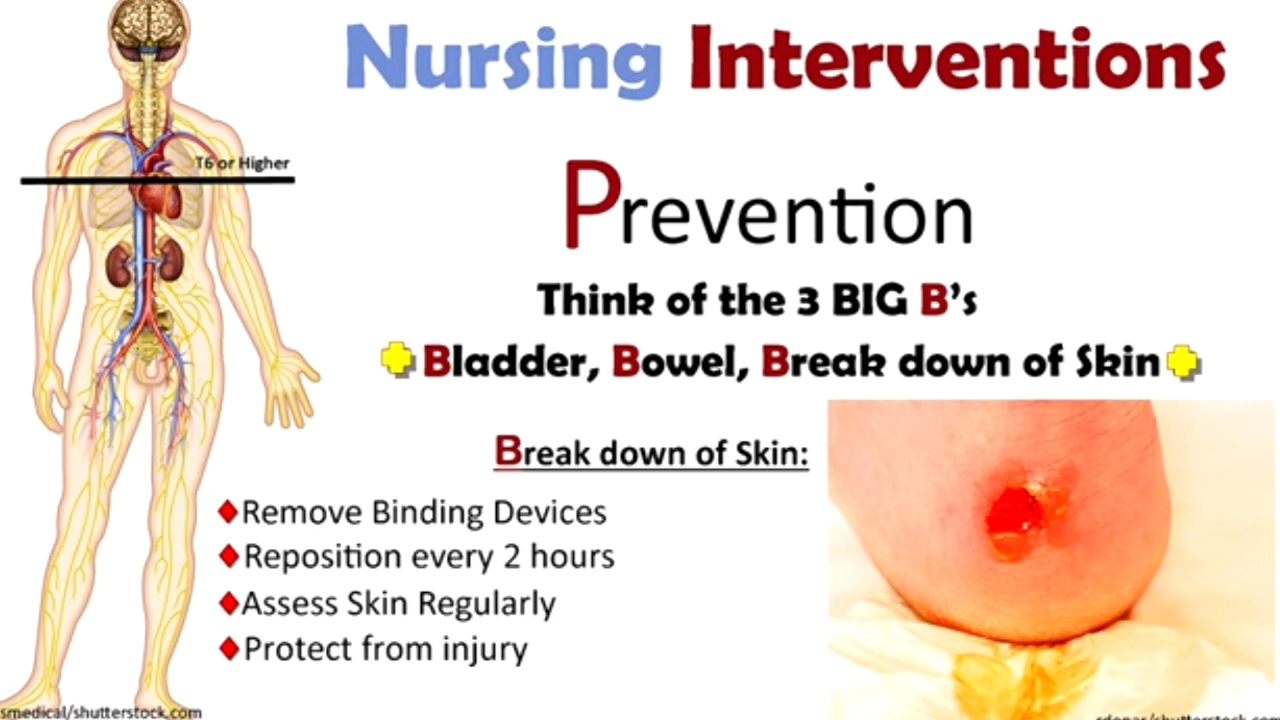 Nursing Interventions
T6 or Higher
Prevention
Think of the 3 BIG B's
Bladder, Bowel, Break down of Skin
Break down of Skin:
Remove Binding Devices
Reposition every 2 hours
Assess Skin Regularly
Protect from injury
smedical/shutterstock.com